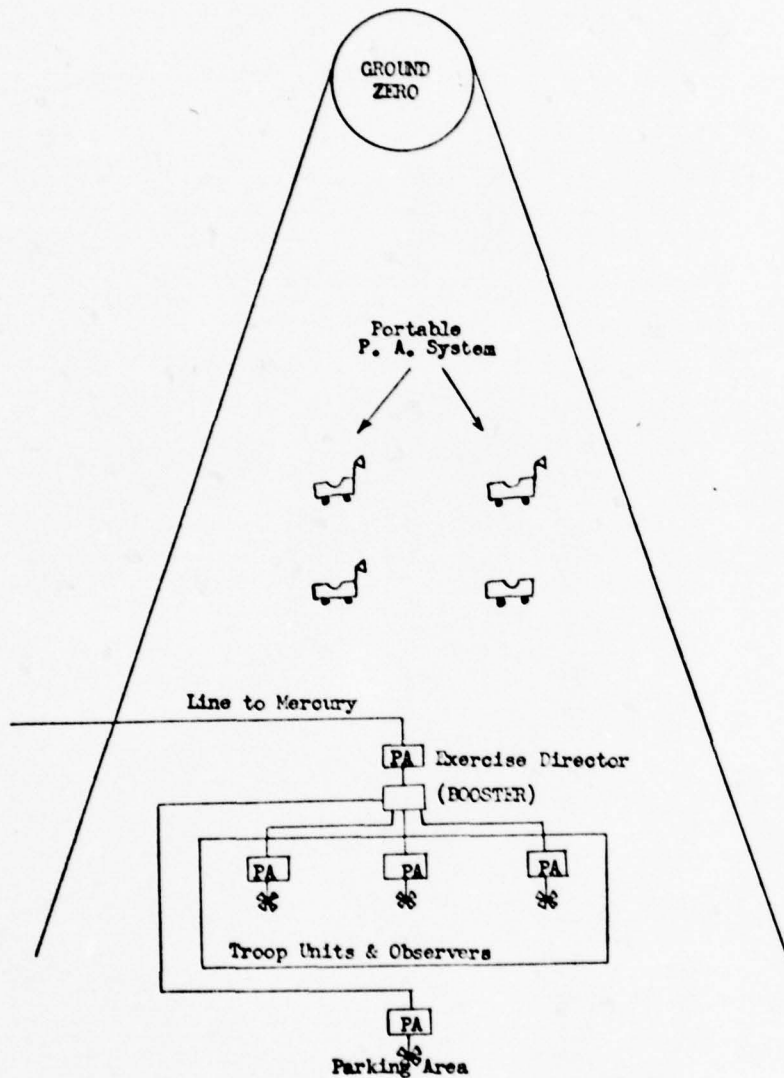 GROUND
ZERO
Portable
P. A. System
Line to Mercury
PA Exercise Director
(BOOSTER)
PA PA PA
Troop Units & Observers
PA
Parking Area